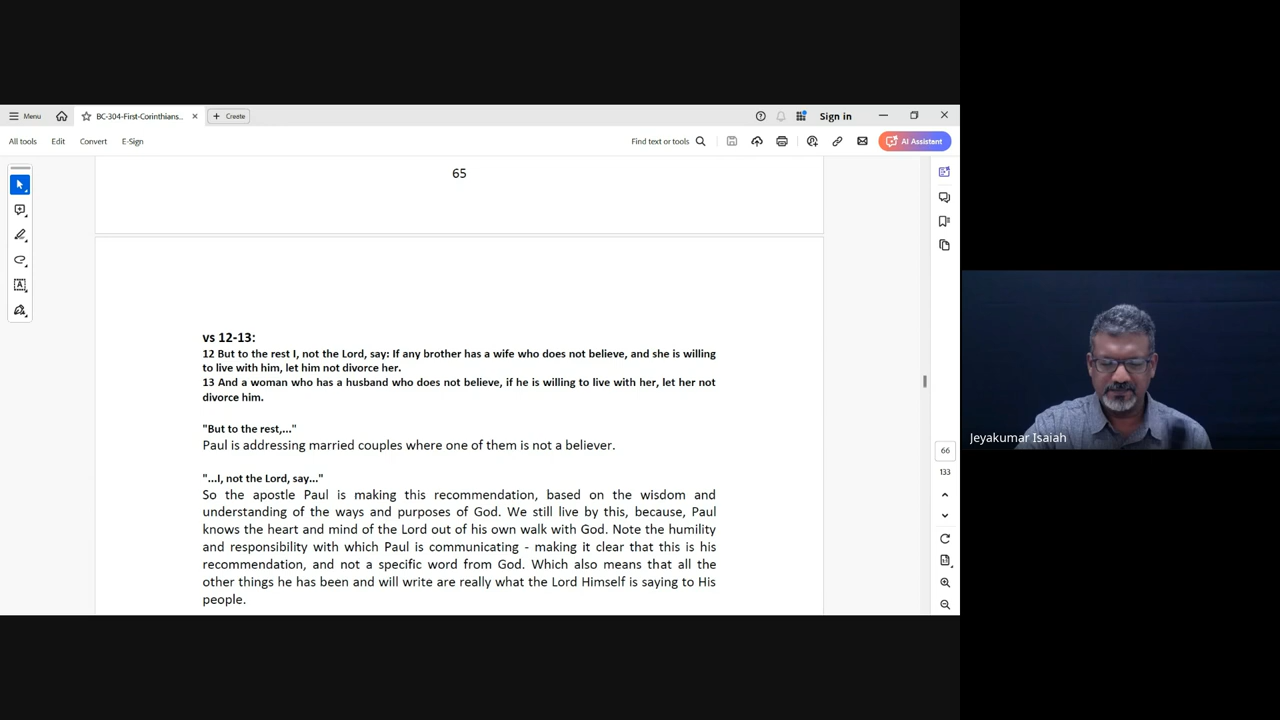 Menu
BC-304-First-Corinthians...
Create
Sign in
All tools
Edit
Convert
E-Sign
Find text or tools
AI Assistant
65
vs 12-13:
12 But to the rest I, not the Lord, say: If any brother has a wife who does not believe, and she is willing
to live with him, let him not divorce her.
13 And a woman who has a husband who does not believe, if he is willing to live with her, let her not
divorce him.
"But to the rest,..."
Paul is addressing married couples where one of them is not a believer.
"...I, not the Lord, say..."
So the apostle Paul is making this recommendation, based on the wisdom and
understanding of the ways and purposes of God. We still live by this, because, Paul
knows the heart and mind of the Lord out of his own walk with God. Note the humility
and responsibility with which Paul is communicating - making it clear that this is his
recommendation, and not a specific word from God. Which also means that all the
other things he has been and will write are really what the Lord Himself is saying to His
people.
66
133
Jeyakumar Isaiah